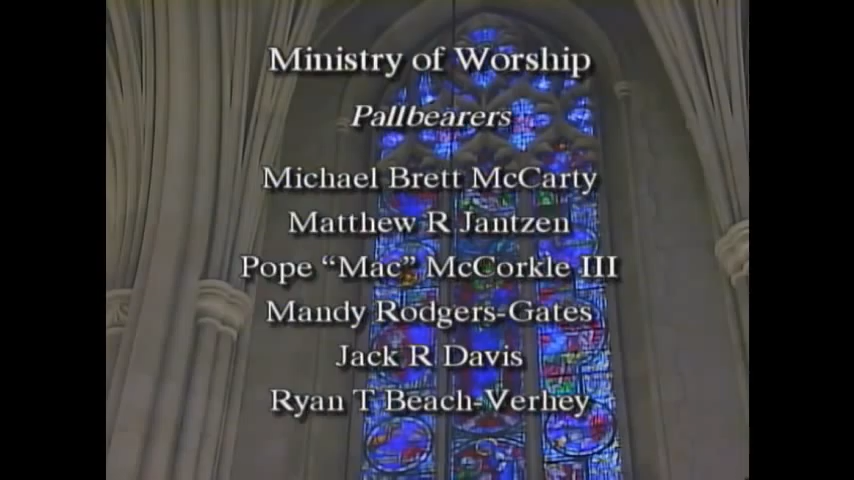 Ministry of Worship
Pallbearers
Michael Brett McCarty
Matthew R Jantzen
Pope “Mac” McCorkle III
Mandy Rodgers-Gates
Jack R Davis
Ryan T Beach-Verhey